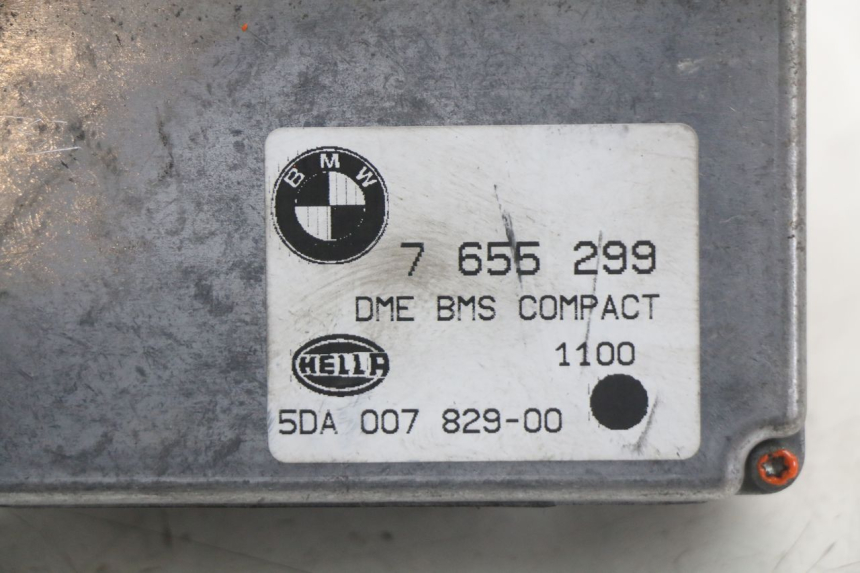 BMW
7 655 299
DME BMS COMPACT
HELLA
1100
5DA 007 829-00